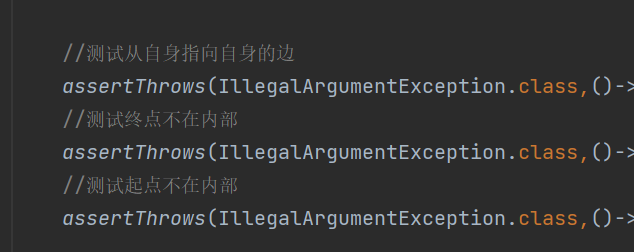 //测试从自身指向自身的边
assertThrows(IllegalArgumentException.class,()->
//测试终点不在内部
assertThrows(IllegalArgumentException.class,()->
//测试起点不在内部
assertThrows(IllegalArgumentException.class,()->